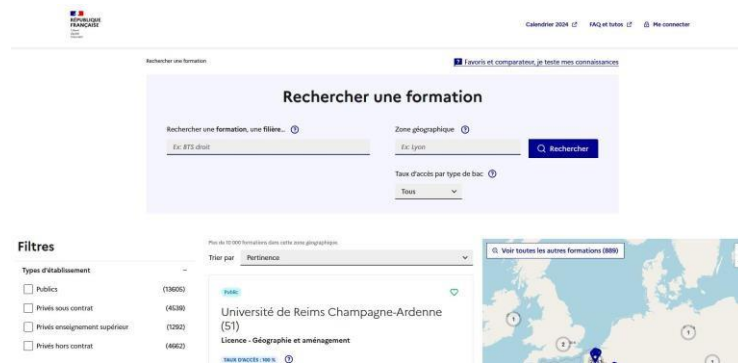 RÉPUBLIQUE
FRANÇAISE
Calendrier 2024 FAQ et tutos Me connecter
Rechercher une formation
Favoris et comparateur, je teste mes connaissances
Rechercher une formation
Rechercher une formation, une filière... Zone géographique
Ex: BTS droit Ex: Lyon Rechercher
Taux d'accès par type de bac
Tous
Filtres
Plus de 10 000 formations dans cette zone géographique.
Trier par Pertinence
Voir toutes les autres formations (889)
Types d'établissement
Publics (13605)
Privés sous contrat (4539)
Privés enseignement supérieur (1292)
Privés hors contrat (4662)
Public
Université de Reims Champagne-Ardenne
(51)
Licence - Géographie et aménagement
TAUX D'ACCÈS : 100 %
1
2
1